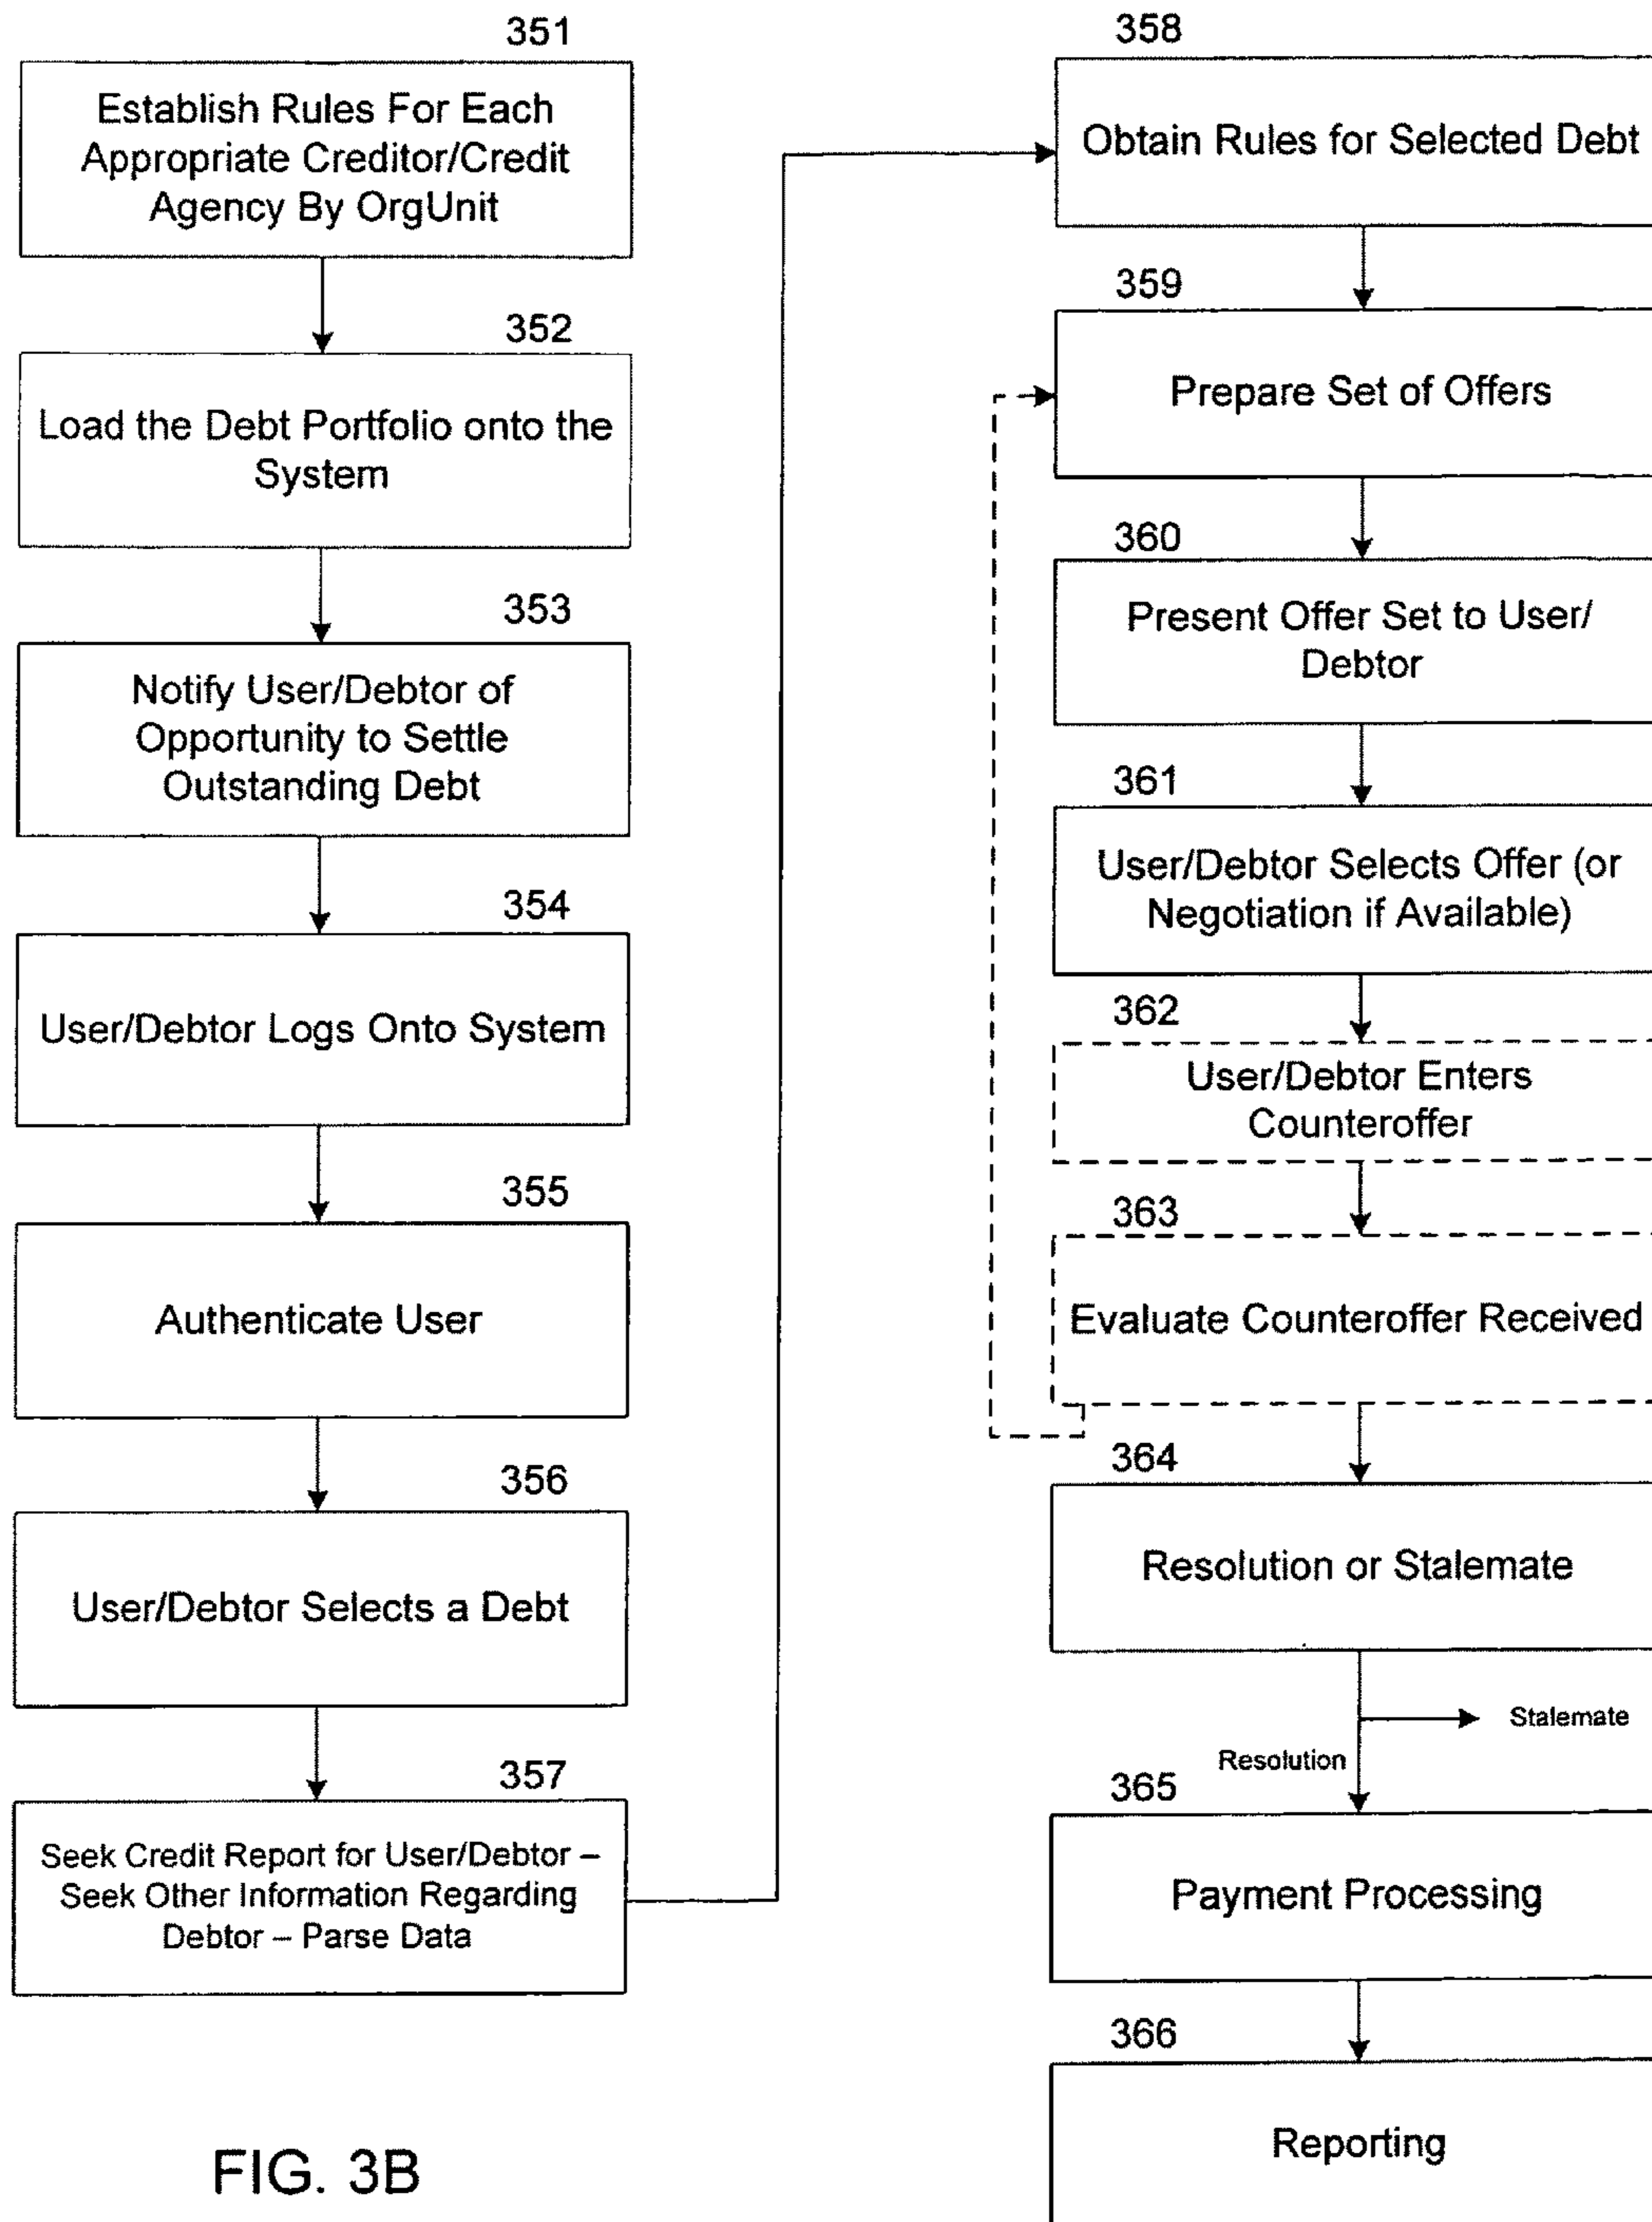 351
Establish Rules For Each
Appropriate Creditor/Credit
Agency By OrgUnit
352
Load the Debt Portfolio onto the
System
353
Notify User/Debtor of
Opportunity to Settle
Outstanding Debt
354
User/Debtor Logs Onto System
355
Authenticate User
356
User/Debtor Selects a Debt
357
Seek Credit Report for User/Debtor –
Seek Other Information Regarding
Debtor – Parse Data
358
Obtain Rules for Selected Debt
359
Prepare Set of Offers
360
Present Offer Set to User/
Debtor
361
User/Debtor Selects Offer (or
Negotiation if Available)
362
User/Debtor Enters
Counteroffer
363
Evaluate Counteroffer Received
364
Resolution or Stalemate
Stalemate
Resolution
365
Payment Processing
366
Reporting
FIG. 3B